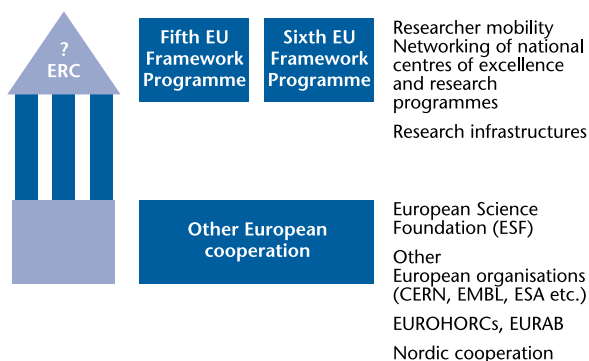 ?
ERC
Fifth EU
Framework
Programme
Sixth EU
Framework
Programme
Researcher mobility
Networking of national
centres of excellence
and research
programmes
Research infrastructures
Other European
cooperation
European Science
Foundation (ESF)
Other
European organisations
(CERN, EMBL, ESA etc.)
EUROHORCs, EURAB
Nordic cooperation